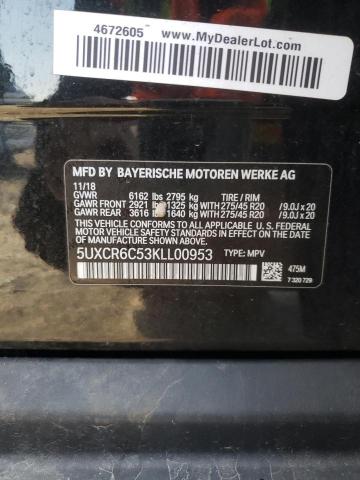 4672605
www.MyDealerLot.com
MFD BY BAYERISCHE MOTOREN WERKE AG
11/18
GVWR 6162 lbs 2795 kg TIRE / RIM
GAWR FRONT 2921 lbs 1325 kg WITH 275/45 R20 / 9.0J x 20
GAWR REAR 3616 lbs 1640 kg WITH 275/45 R20 / 9.0J x 20
THIS VEHICLE CONFORMS TO ALL APPLICABLE U.S. FEDERAL
MOTOR VEHICLE SAFETY STANDARDS IN EFFECT ON
THE DATE OF MANUFACTURE SHOWN ABOVE.
5UXCR6C53KLL00953 TYPE: MPV
475M
7 320 729